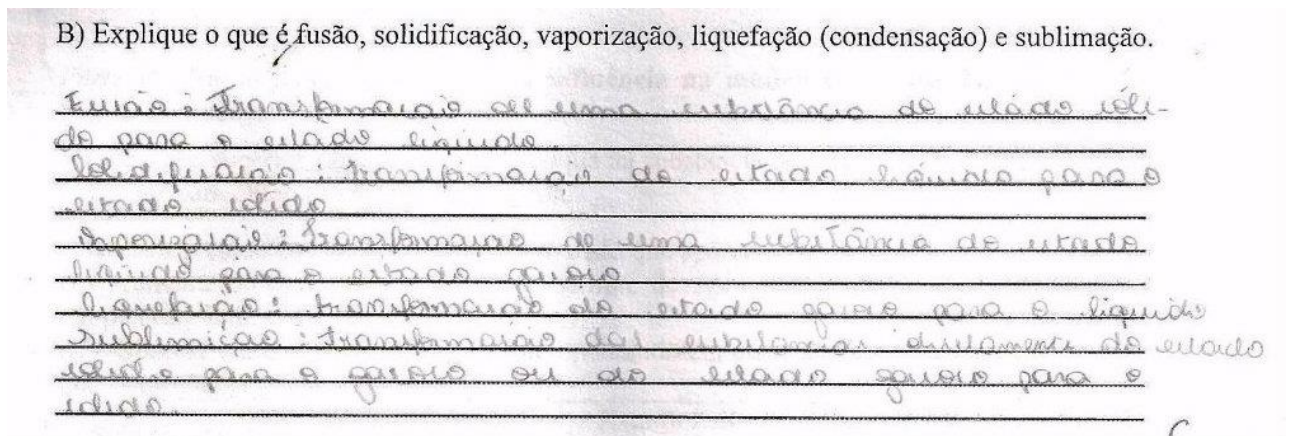 B) Explique o que é fusão, solidificação, vaporização, liquefação (condensação) e sublimação.
Fusão: Transformação de uma substância do estado sóli-
do para o estado líquido.
Solidificação: transformação do estado líquido para o
estado sólido
Vaporização: Transformação de uma substância do estado
líquido para o estado gasoso
liquefação: transformação do estado gasoso para o líquido
sublimição: transformação das substâncias diretamente do estado
sólido para o gasoso ou do estado gasoso para o
sólido.